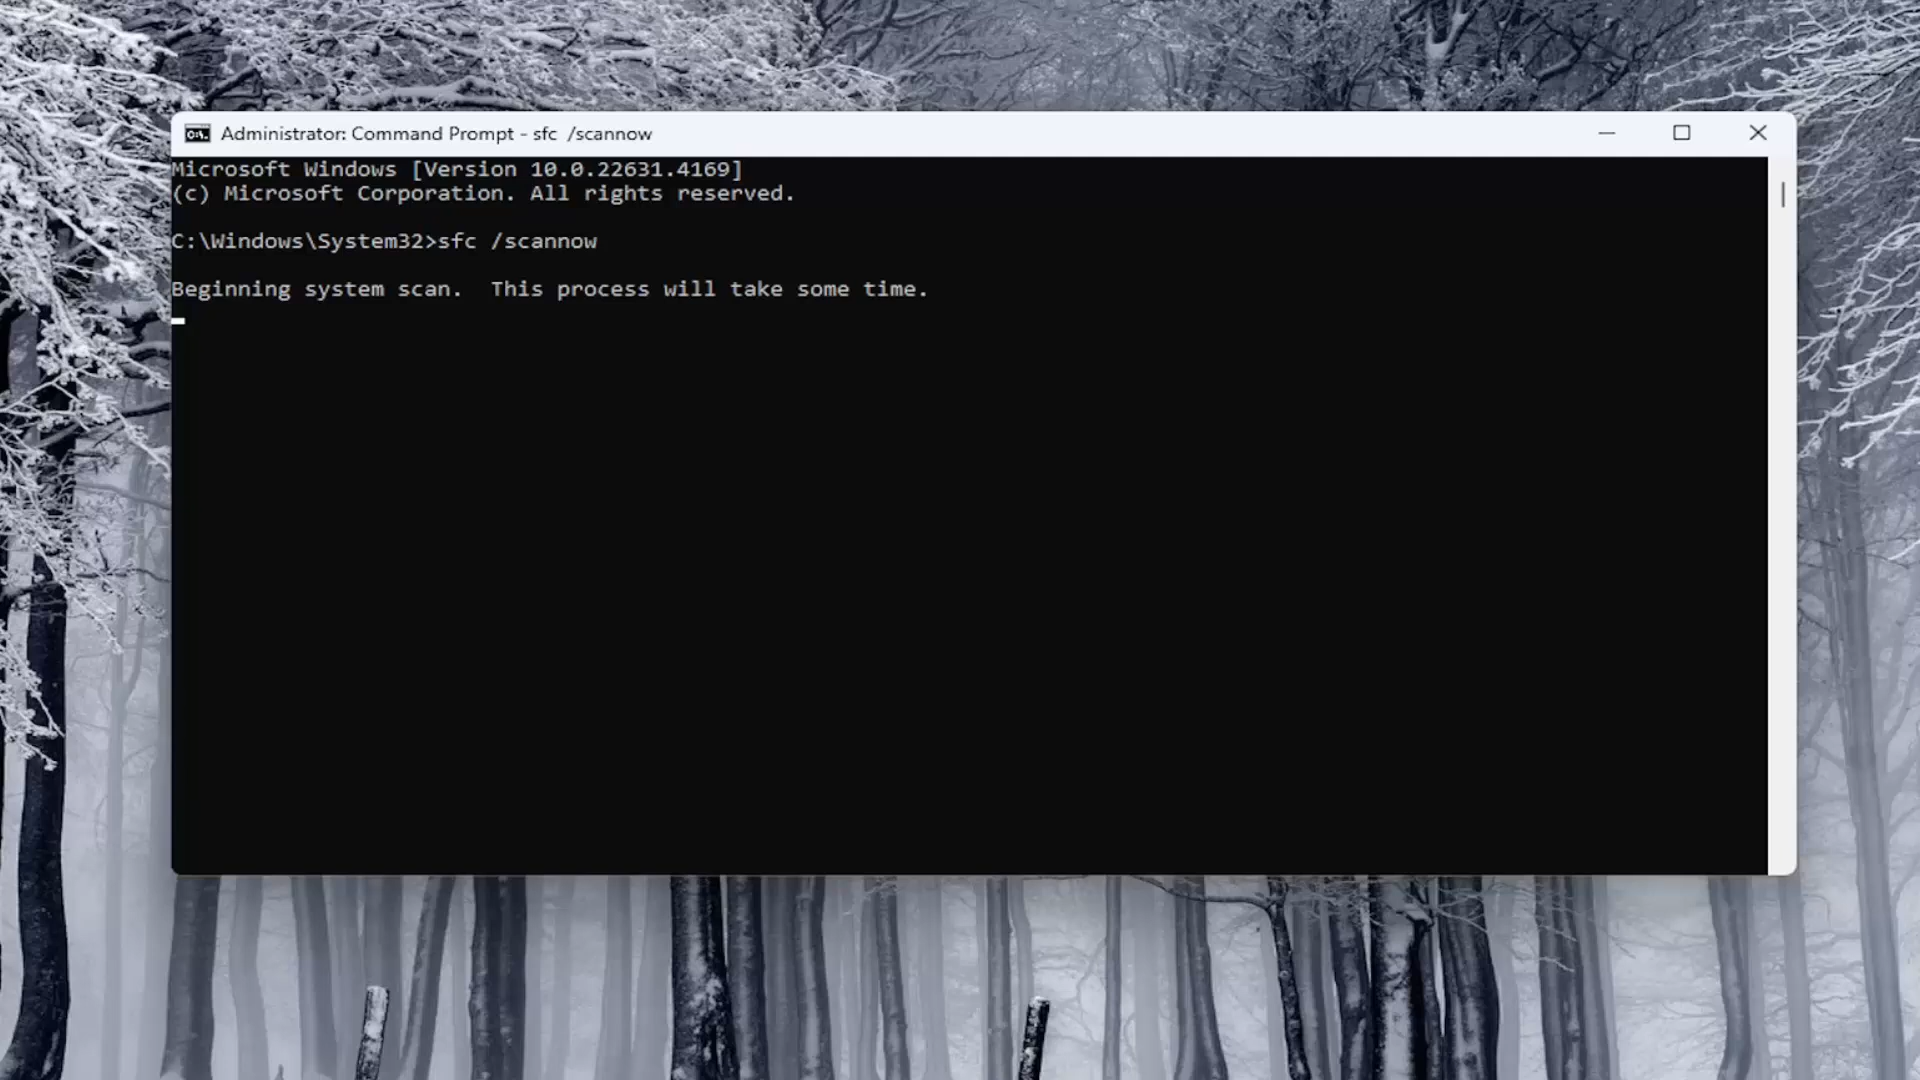 Administrator: Command Prompt - sfc  /scannow
Microsoft Windows [Version 10.0.22631.4169]
(c) Microsoft Corporation. All rights reserved.
C:\Windows\System32>sfc /scannow
Beginning system scan.  This process will take some time.